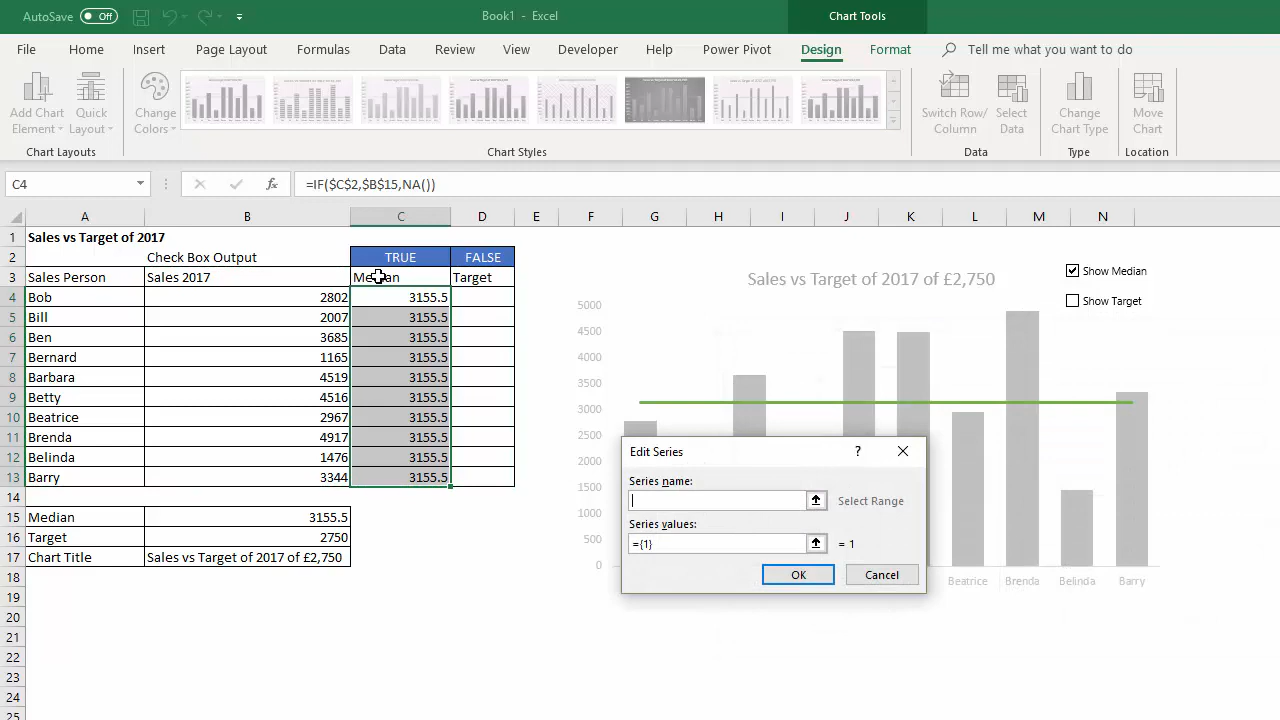 AutoSave Off
Book1 - Excel
Chart Tools
File Home Insert Page Layout Formulas Data Review View Developer Help Power Pivot Design Format Tell me what you want to do
Add Chart Element
Quick Layout
Change Colors
Switch Row/ Column
Select Data
Change Chart Type
Move Chart
Chart Layouts Chart Styles Data Type Location
C4 fx =IF($C$2,$B$15,NA())
A B C D E F G H I J K L M N
1 Sales vs Target of 2017
2 Check Box Output TRUE FALSE
3 Sales Person Sales 2017 Median Target
4 Bob 2802 3155.5
5 Bill 2007 3155.5
6 Ben 3685 3155.5
7 Bernard 1165 3155.5
8 Barbara 4519 3155.5
9 Betty 4516 3155.5
10 Beatrice 2967 3155.5
11 Brenda 4917 3155.5
12 Belinda 1476 3155.5
13 Barry 3344 3155.5
14
15 Median 3155.5
16 Target 2750
17 Chart Title Sales vs Target of 2017 of £2,750
18
19
20
21
22
23
24
25
Sales vs Target of 2017 of £2,750
Show Median
Show Target
5000
4500
4000
3500
3000
2500
2000
1500
1000
500
0
Beatrice Brenda Belinda Barry
Edit Series ?
Series name:
Select Range
Series values:
={1} = 1
OK Cancel